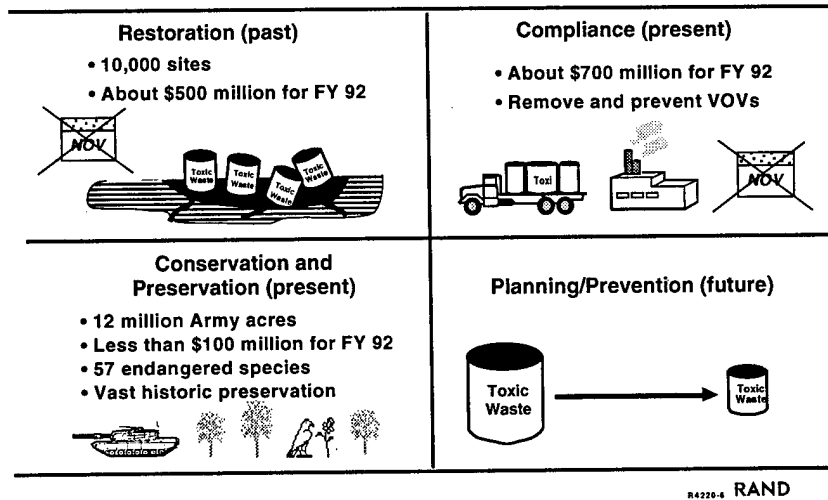 Restoration (past)
• 10,000 sites
• About $500 million for FY 92
NOV
Toxic
Waste
Toxic
Waste
Toxic
Waste
Toxic
Waste
Compliance (present)
• About $700 million for FY 92
• Remove and prevent VOVs
Toxi
NOV
Conservation and
Preservation (present)
• 12 million Army acres
• Less than $100 million for FY 92
• 57 endangered species
• Vast historic preservation
Planning/Prevention (future)
Toxic
Waste
Toxic
Waste
R4220-6 RAND